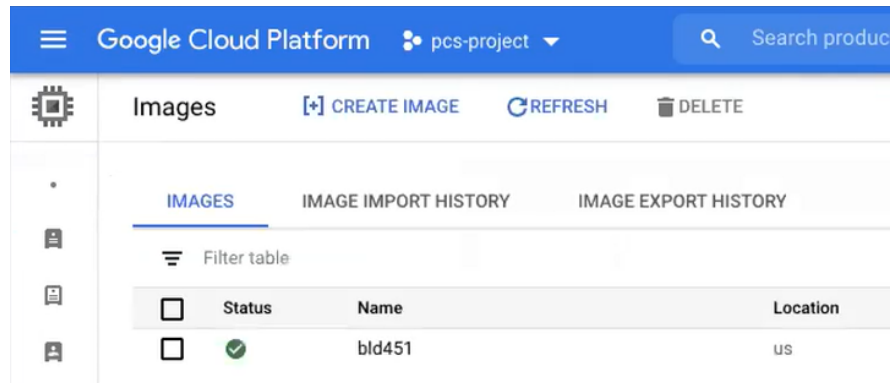 Google Cloud Platform pcs-project Search produc
Images [+] CREATE IMAGE REFRESH DELETE
IMAGES IMAGE IMPORT HISTORY IMAGE EXPORT HISTORY
Filter table
Status Name Location
bld451 us